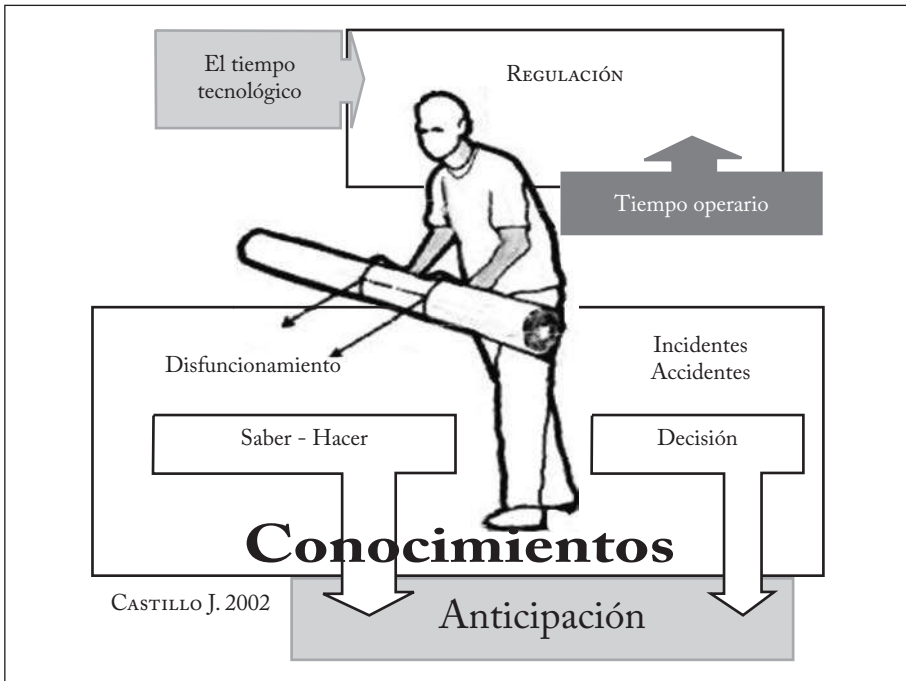 El tiempo
tecnológico
REGULACIÓN
Tiempo operario
Disfuncionamiento
Incidentes
Accidentes
Saber - Hacer
Decisión
Conocimientos
CASTILLO J. 2002
Anticipación